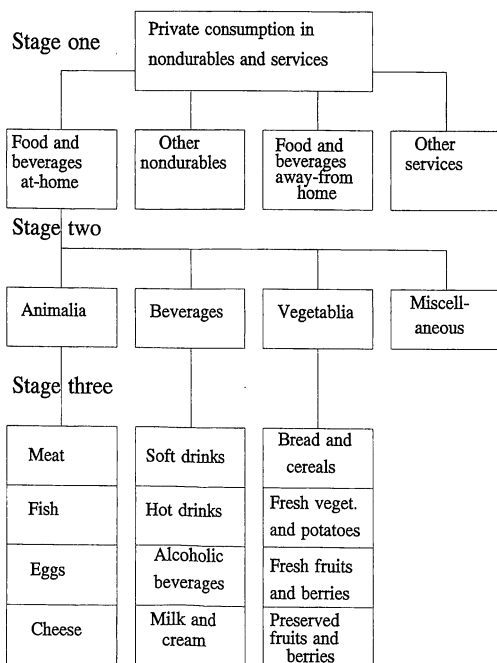 Stage one
Private consumption in
nondurables and services
Food and
beverages
at-home
Other
nondurables
Food and
beverages
away-from
home
Other
services
Stage two
Animalia
Beverages
Vegetablia
Miscell-
aneous
Stage three
Meat
Fish
Eggs
Cheese
Soft drinks
Hot drinks
Alcoholic
beverages
Milk and
cream
Bread and
cereals
Fresh veget.
and potatoes
Fresh fruits
and berries
Preserved
fruits and
berries